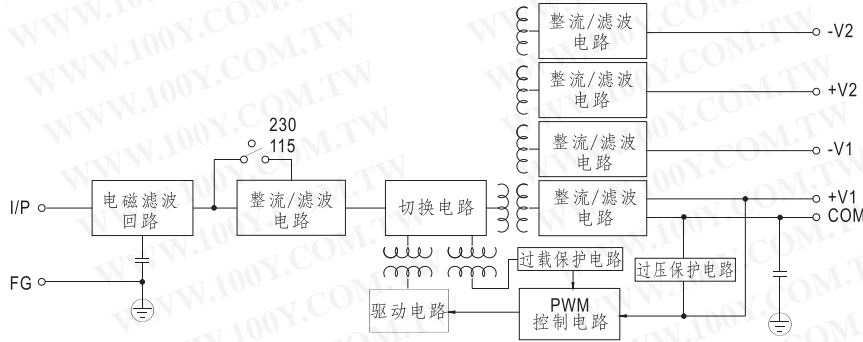 整流/滤波
电路
-V2
整流/滤波
电路
+V2
230
115
整流/滤波
电路
-V1
I/P
电磁滤波
回路
整流/滤波
电路
切换电路
整流/滤波
电路
+V1
COM
过载保护电路
过压保护电路
FG
驱动电路
PWM
控制电路
WWW.100Y.COM.TW